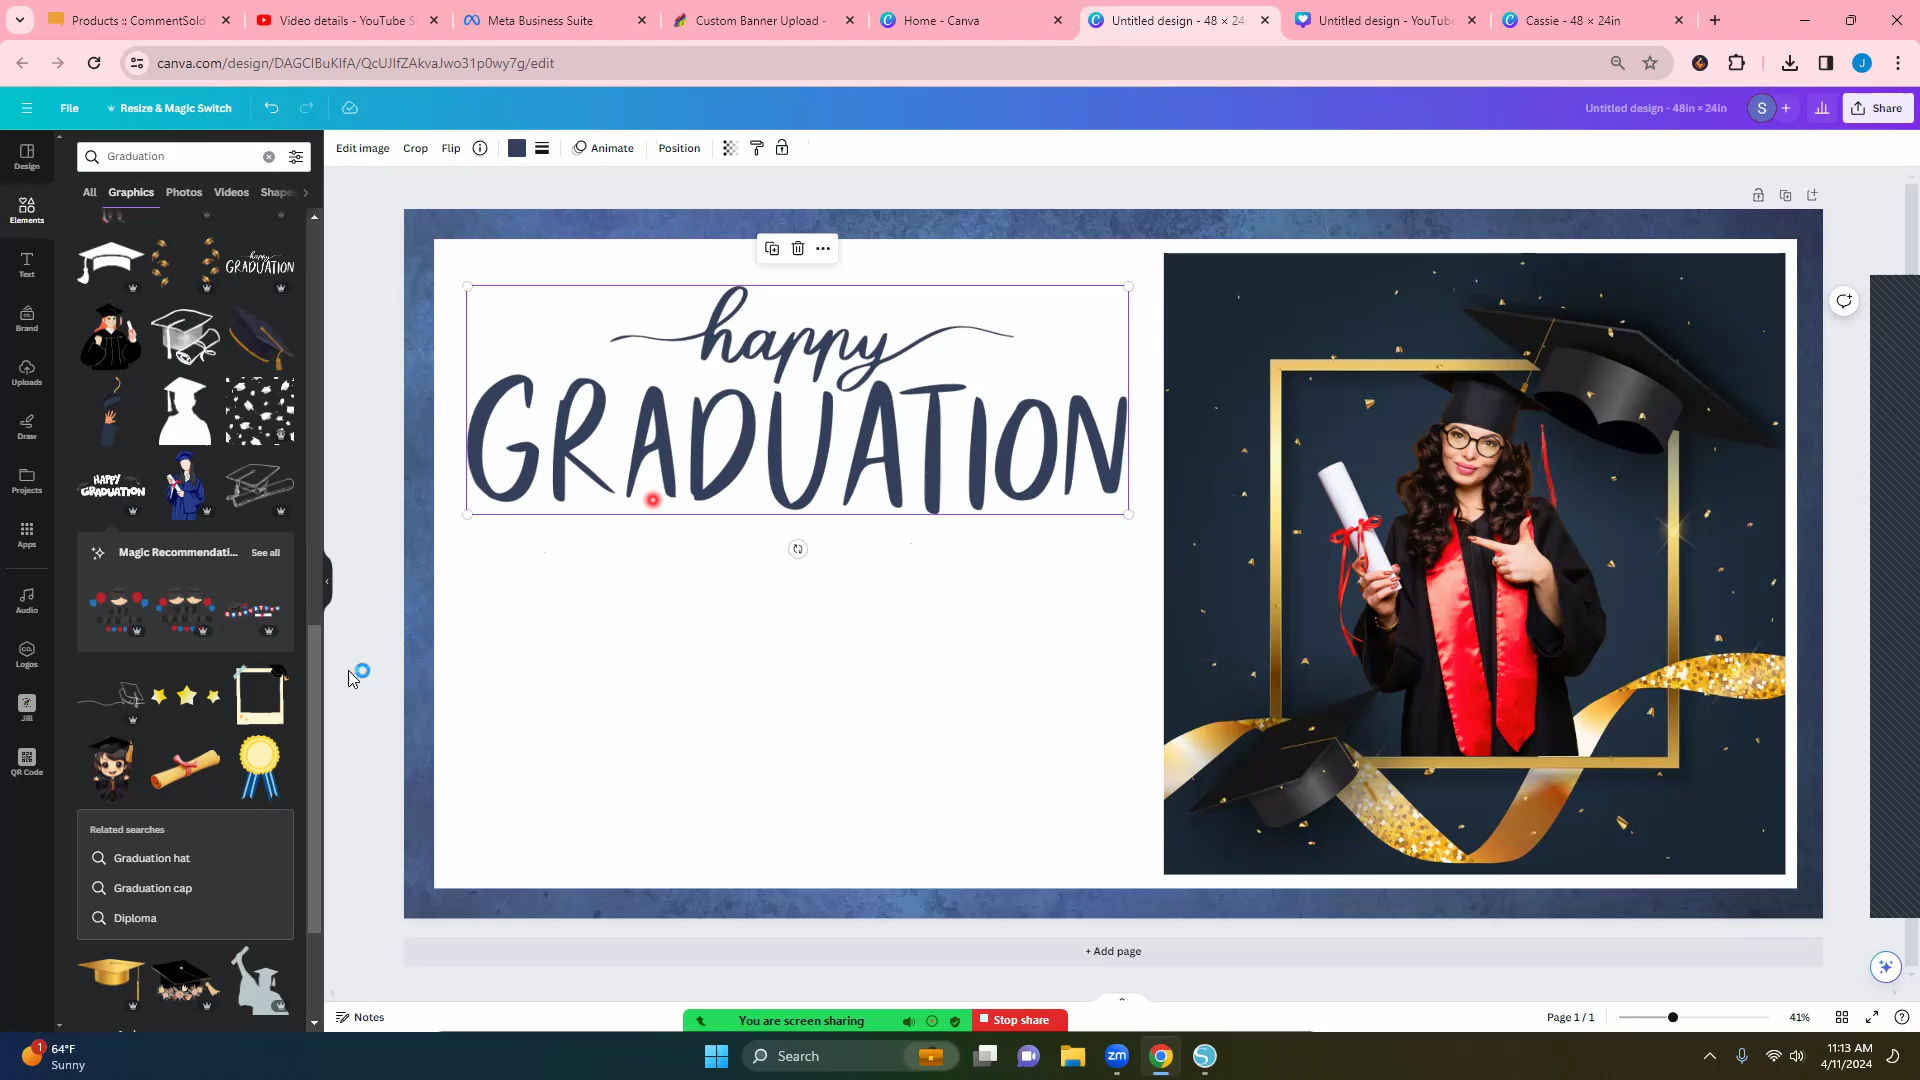 Products :: CommentSold
Video details - YouTube S
Meta Business Suite
Custom Banner Upload -
Home - Canva
Untitled design - 48 × 24
Untitled design - YouTube
Cassie - 48 × 24in
canva.com/design/DAGCIBuKlfA/QcUJlfZAkvaJwo31p0wy7g/edit
File
Resize & Magic Switch
Untitled design - 48in × 24in
S
Share
J
Design
Elements
Text
Brand
Uploads
Draw
Projects
Apps
Audio
Logos
Jill
QR Code
Graduation
All
Graphics
Photos
Videos
Shape
happy
GRADUATION
HAPPY
GRADUATION
Magic Recommendati...
See all
Related searches
Graduation hat
Graduation cap
Diploma
Edit image
Crop
Flip
Animate
Position
happy
GRADUATION
+ Add page
Notes
You are screen sharing
Stop share
Page 1 / 1
41%
1
64°F
Sunny
Search
zm
11:13 AM
4/11/2024